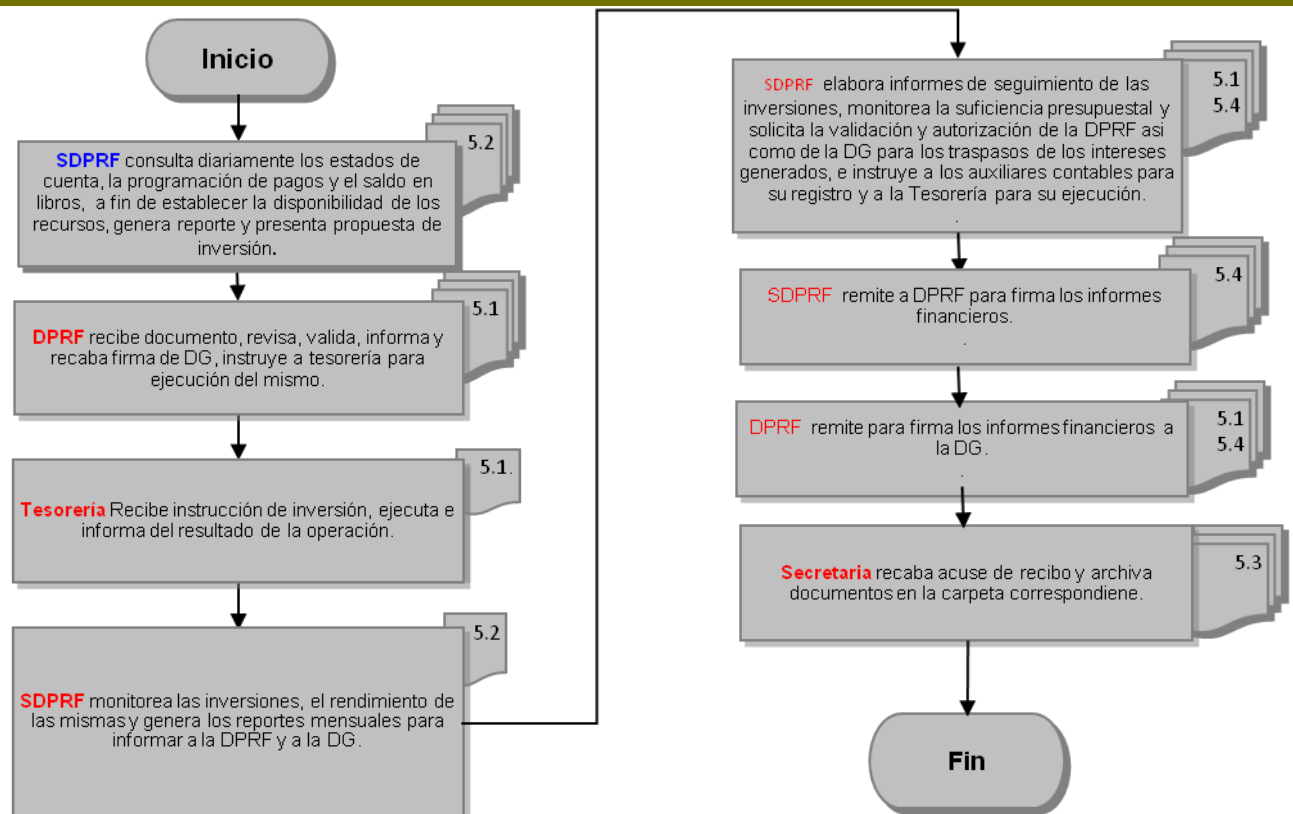 Inicio
5.2
SDPRF consulta diariamente los estados de
cuenta, la programación de pagos y el saldo en
libros, a fin de establecer la disponibilidad de los
recursos, genera reporte y presenta propuesta de
inversión.
5.1
DPRF recibe documento, revisa, valida, informa y
recaba firma de DG, instruye a tesorería para
ejecución del mismo.
5.1.
Tesorería Recibe instrucción de inversión, ejecuta e
informa del resultado de la operación.
5.2
SDPRF monitorea las inversiones, el rendimiento de
las mismas y genera los reportes mensuales para
informar a la DPRF y a la DG.
5.1
5.4
SDPRF elabora informes de seguimiento de las
inversiones, monitorea la suficiencia presupuestal y
solicita la validación y autorización de la DPRF asi
como de la DG para los traspasos de los intereses
generados, e instruye a los auxiliares contables para
su registro y a la Tesorería para su ejecución.
.
5.4
SDPRF remite a DPRF para firma los informes
financieros.
.
5.1
5.4
DPRF remite para firma los informes financieros a
la DG.
.
5.3
Secretaria recaba acuse de recibo y archiva
documentos en la carpeta correspondiene.
Fin